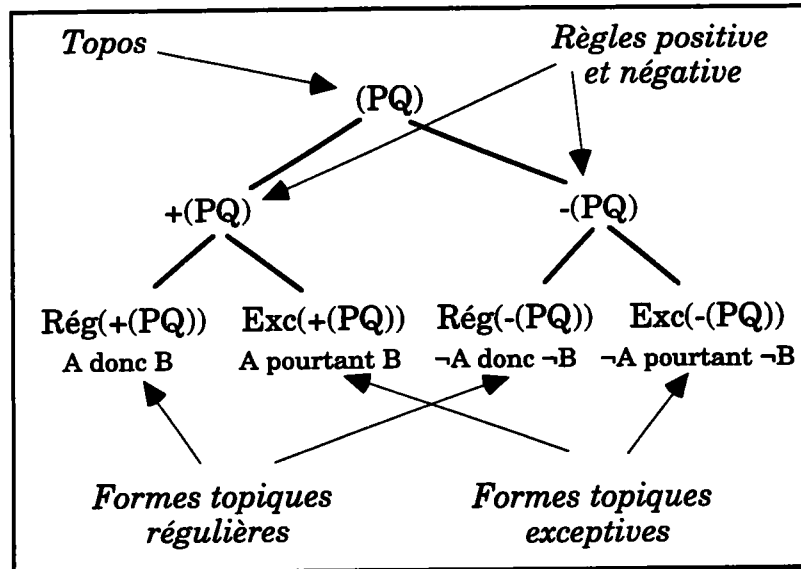 Topos
Règles positive
et négative
(PQ)
+(PQ)
-(PQ)
Rég(+(PQ))
Exc(+(PQ))
Rég(-(PQ))
Exc(-(PQ))
A donc B
A pourtant B
¬A donc ¬B
¬A pourtant ¬B
Formes topiques
régulières
Formes topiques
exceptives